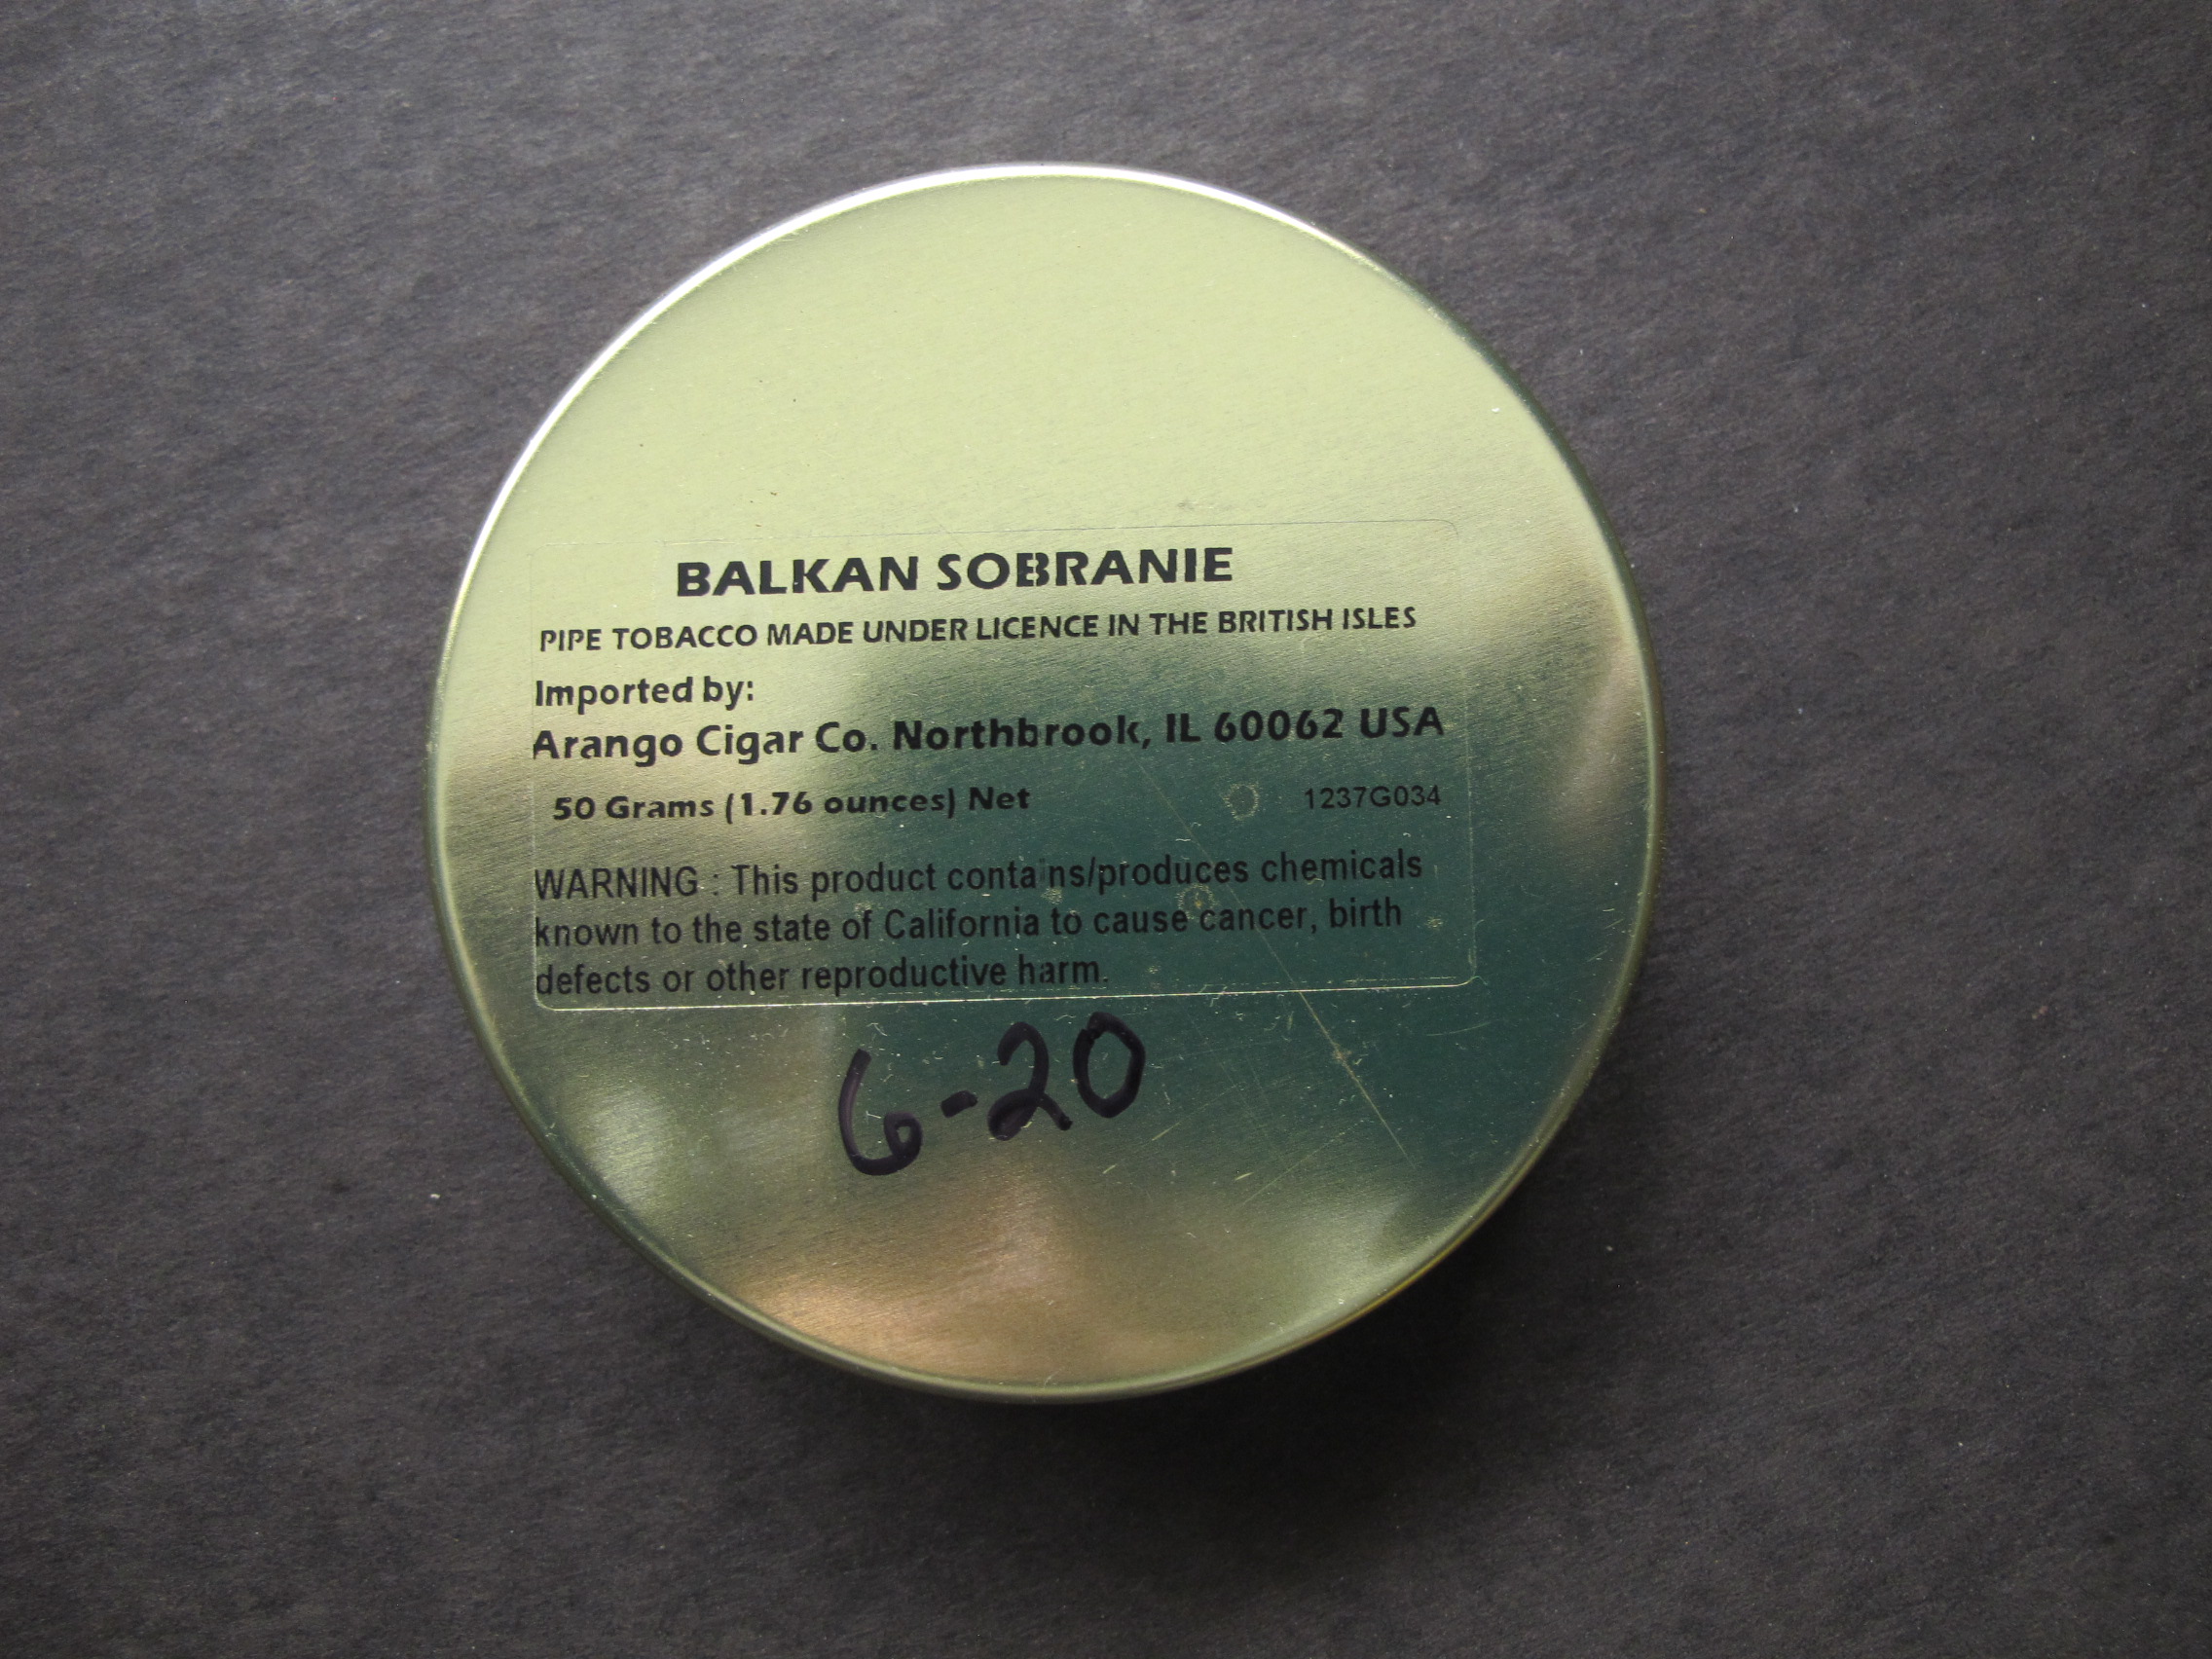 BALKAN SOBRANIE
PIPE TOBACCO MADE UNDER LICENCE IN THE BRITISH ISLES
Imported by:
Arango Cigar Co. Northbrook, IL 60062 USA
50 Grams (1.76 ounces) Net 1237G034
WARNING : This product contains/produces chemicals
known to the state of California to cause cancer, birth
defects or other reproductive harm.
6-20